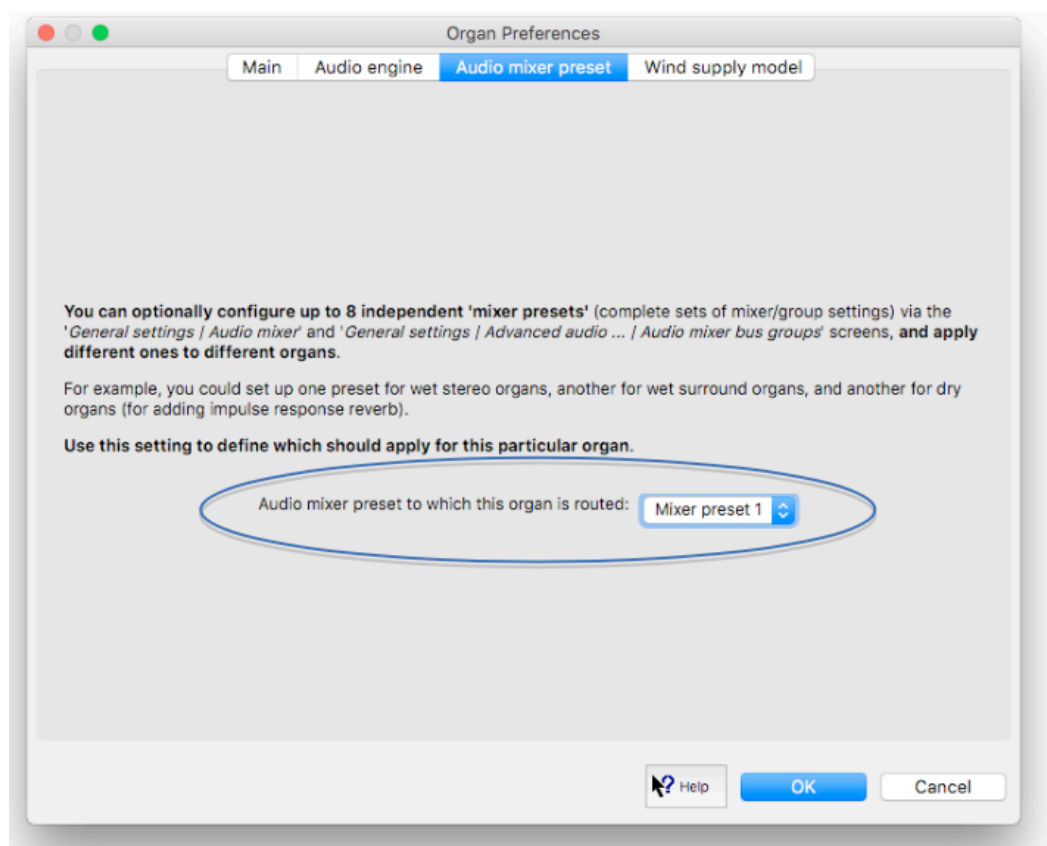 Organ Preferences
Main Audio engine Audio mixer preset Wind supply model
You can optionally configure up to 8 independent 'mixer presets' (complete sets of mixer/group settings) via the
'General settings | Audio mixer' and 'General settings | Advanced audio ... | Audio mixer bus groups' screens, and apply
different ones to different organs.
For example, you could set up one preset for wet stereo organs, another for wet surround organs, and another for dry
organs (for adding impulse response reverb).
Use this setting to define which should apply for this particular organ.
Audio mixer preset to which this organ is routed: Mixer preset 1
? Help OK Cancel